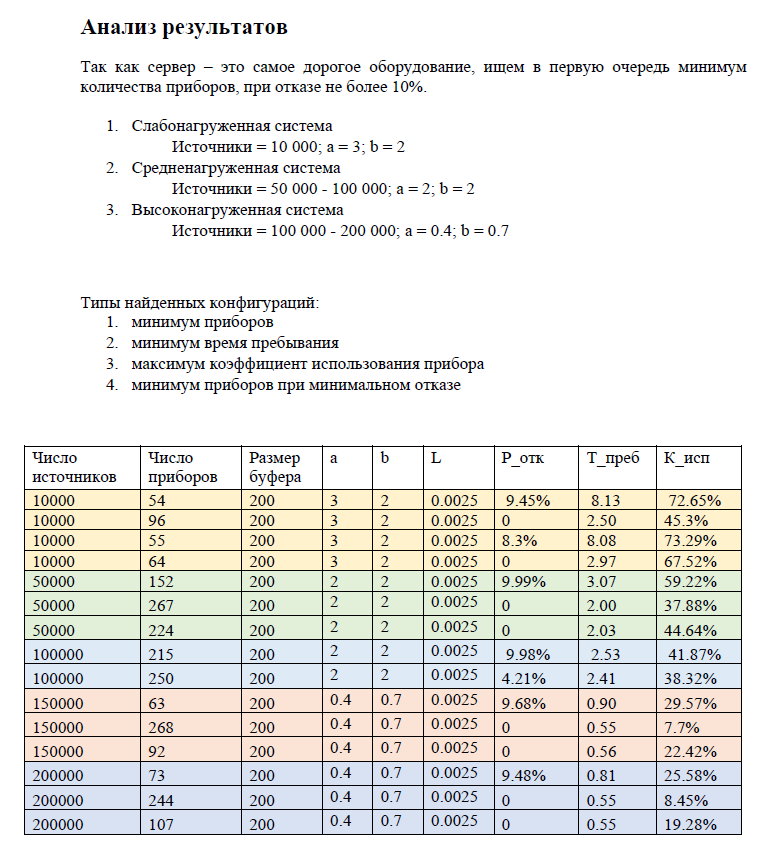 Анализ результатов
Так как сервер – это самое дорогое оборудование, ищем в первую очередь минимум
количества приборов, при отказе не более 10%.
1. Слабонагруженная система
Источники = 10 000; a = 3; b = 2
2. Средненагруженная система
Источники = 50 000 - 100 000; a = 2; b = 2
3. Высоконагруженная система
Источники = 100 000 - 200 000; a = 0.4; b = 0.7
Типы найденных конфигураций:
1. минимум приборов
2. минимум время пребывания
3. максимум коэффициент использования прибора
4. минимум приборов при минимальном отказе
Число источников Число приборов Размер буфера a b L P_отк Т_преб К_исп
10000 54 200 3 2 0.0025 9.45% 8.13 72.65%
10000 96 200 3 2 0.0025 0 2.50 45.3%
10000 55 200 3 2 0.0025 8.3% 8.08 73.29%
10000 64 200 3 2 0.0025 0 2.97 67.52%
50000 152 200 2 2 0.0025 9.99% 3.07 59.22%
50000 267 200 2 2 0.0025 0 2.00 37.88%
50000 224 200 2 2 0.0025 0 2.03 44.64%
100000 215 200 2 2 0.0025 9.98% 2.53 41.87%
100000 250 200 2 2 0.0025 4.21% 2.41 38.32%
150000 63 200 0.4 0.7 0.0025 9.68% 0.90 29.57%
150000 268 200 0.4 0.7 0.0025 0 0.55 7.7%
150000 92 200 0.4 0.7 0.0025 0 0.56 22.42%
200000 73 200 0.4 0.7 0.0025 9.48% 0.81 25.58%
200000 244 200 0.4 0.7 0.0025 0 0.55 8.45%
200000 107 200 0.4 0.7 0.0025 0 0.55 19.28%